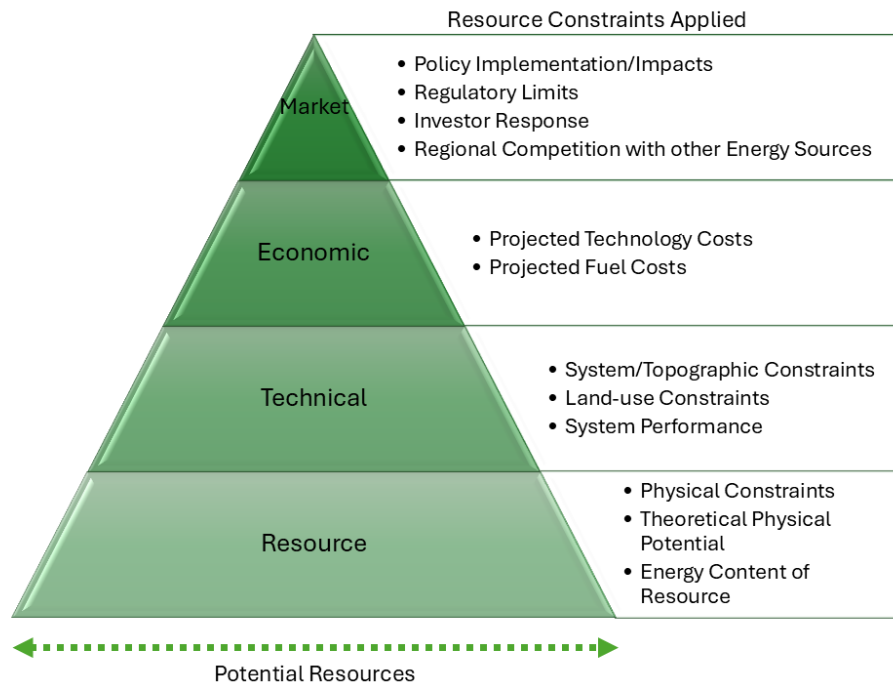 Resource Constraints Applied
Market
• Policy Implementation/Impacts
• Regulatory Limits
• Investor Response
• Regional Competition with other Energy Sources
Economic
• Projected Technology Costs
• Projected Fuel Costs
Technical
• System/Topographic Constraints
• Land-use Constraints
• System Performance
Resource
• Physical Constraints
• Theoretical Physical
Potential
• Energy Content of
Resource
Potential Resources